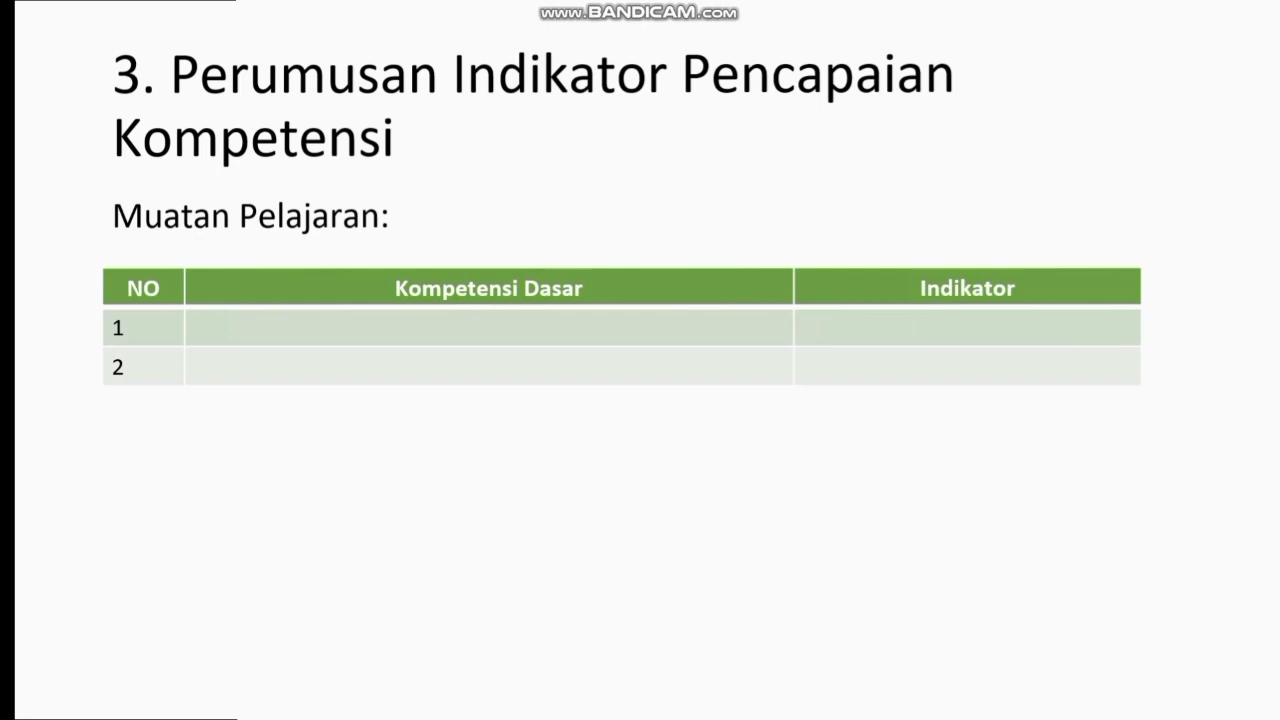 www.BANDICAM.com
3. Perumusan Indikator Pencapaian
Kompetensi
Muatan Pelajaran:
NO Kompetensi Dasar Indikator
1
2